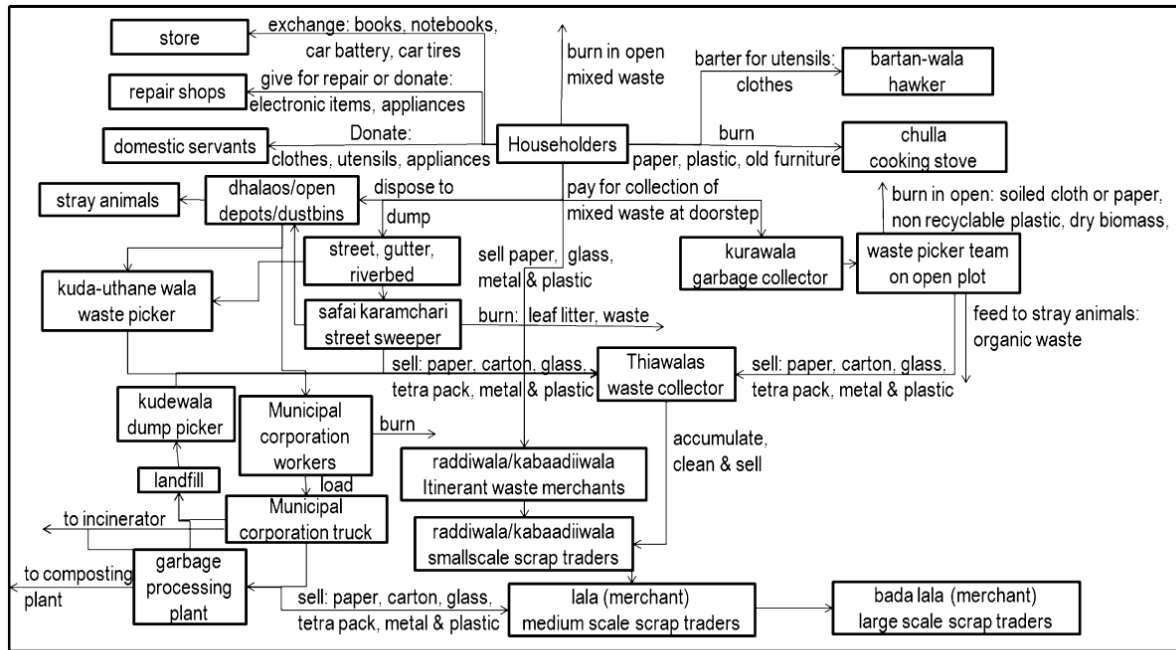 store
exchange: books, notebooks,
car battery, car tires
burn in open
mixed waste
barter for utensils:
clothes
bartan-wala
hawker
repair shops
give for repair or donate:
electronic items, appliances
domestic servants
Donate:
clothes, utensils, appliances
Householders
burn
paper, plastic, old furniture
chulla
cooking stove
stray animals
dhalaos/open
depots/dustbins
dispose to
dump
pay for collection of
mixed waste at doorstep
burn in open: soiled cloth or paper,
non recyclable plastic, dry biomass,
street, gutter,
riverbed
sell paper, glass,
metal & plastic
kurawala
garbage collector
waste picker team
on open plot
kuda-uthane wala
waste picker
safai karamchari
street sweeper
burn: leaf litter, waste
feed to stray animals:
organic waste
sell: paper, carton, glass,
tetra pack, metal & plastic
Thiawalas
waste collector
sell: paper, carton, glass,
tetra pack, metal & plastic
kudewala
dump picker
Municipal
corporation
workers
burn
accumulate,
clean & sell
landfill
load
raddiwala/kabaadiiwala
Itinerant waste merchants
to incinerator
Municipal
corporation truck
raddiwala/kabaadiiwala
smallscale scrap traders
to composting
plant
garbage
processing
plant
sell: paper, carton, glass,
tetra pack, metal & plastic
lala (merchant)
medium scale scrap traders
bada lala (merchant)
large scale scrap traders